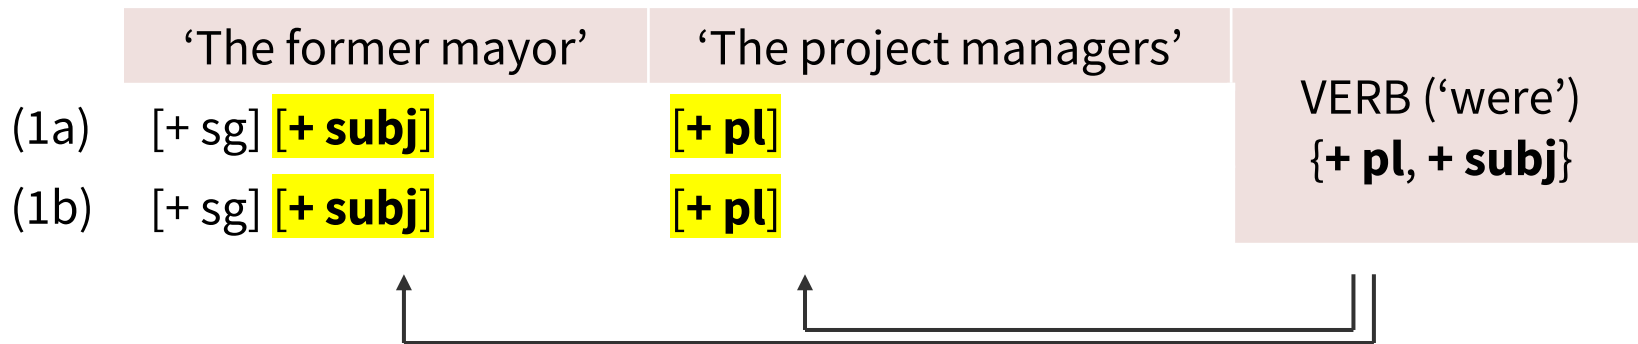 ‘The former mayor’ ‘The project managers’ VERB (‘were’)
{+ pl, + subj}
(1a) [+ sg] [+ subj] [+ pl]
(1b) [+ sg] [+ subj] [+ pl]